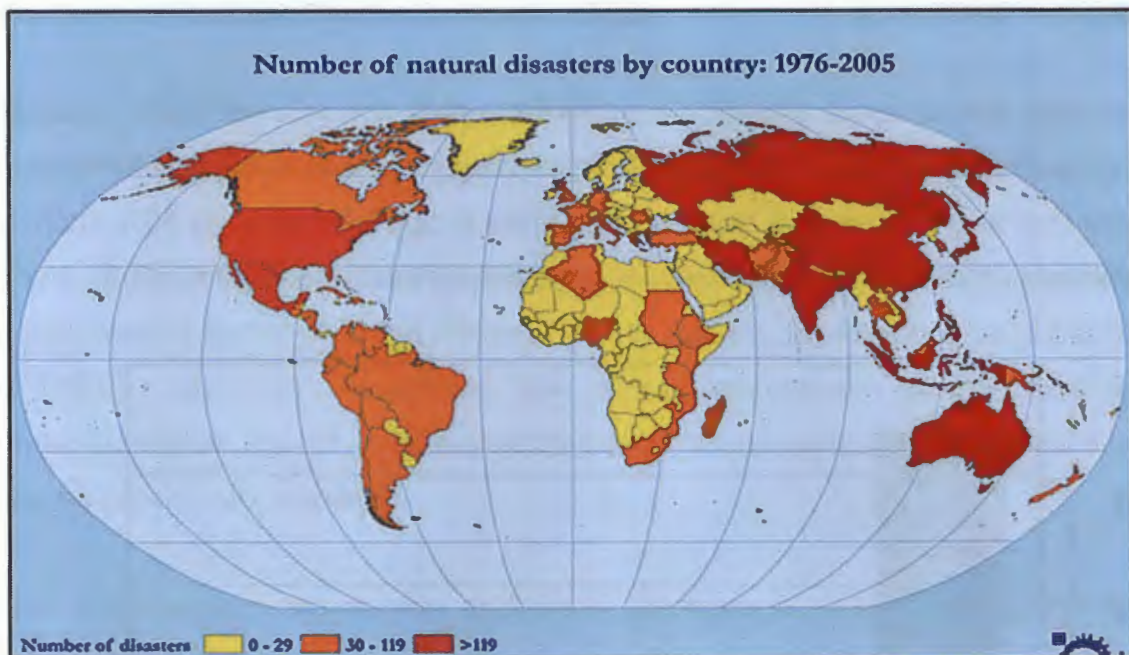 Number of natural disasters by country: 1976-2005
Number of disasters 0 - 29 30 - 119 >119